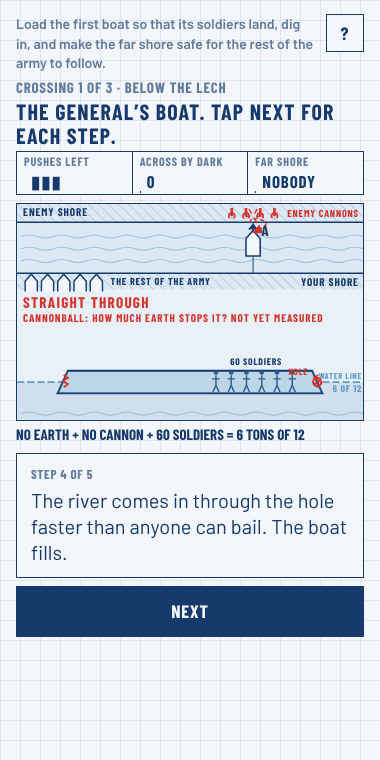 Load the first boat so that its soldiers land, dig
in, and make the far shore safe for the rest of the
army to follow.
?
CROSSING 1 OF 3 · BELOW THE LECH
THE GENERAL'S BOAT. TAP NEXT FOR
EACH STEP.
PUSHES LEFT
ACROSS BY DARK
0
FAR SHORE
NOBODY
ENEMY SHORE
ENEMY CANNONS
THE REST OF THE ARMY
YOUR SHORE
STRAIGHT THROUGH
CANNONBALL: HOW MUCH EARTH STOPS IT? NOT YET MEASURED
60 SOLDIERS
HOLE
WATER LINE
6 OF 12
NO EARTH + NO CANNON + 60 SOLDIERS = 6 TONS OF 12
STEP 4 OF 5
The river comes in through the hole
faster than anyone can bail. The boat
fills.
NEXT